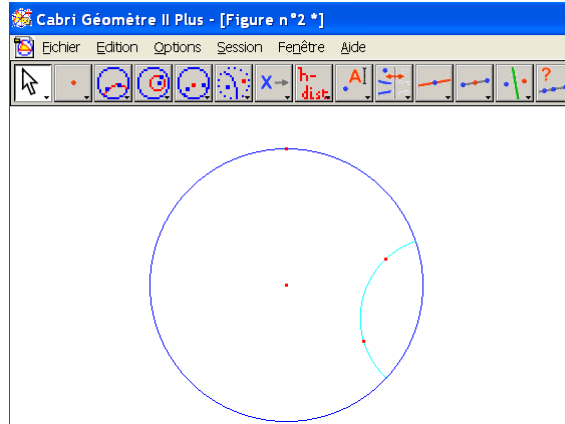 Cabri Géomètre II Plus - [Figure n°2 *]
Fichier Edition Options Session Fenêtre Aide
X h-dist. A ?